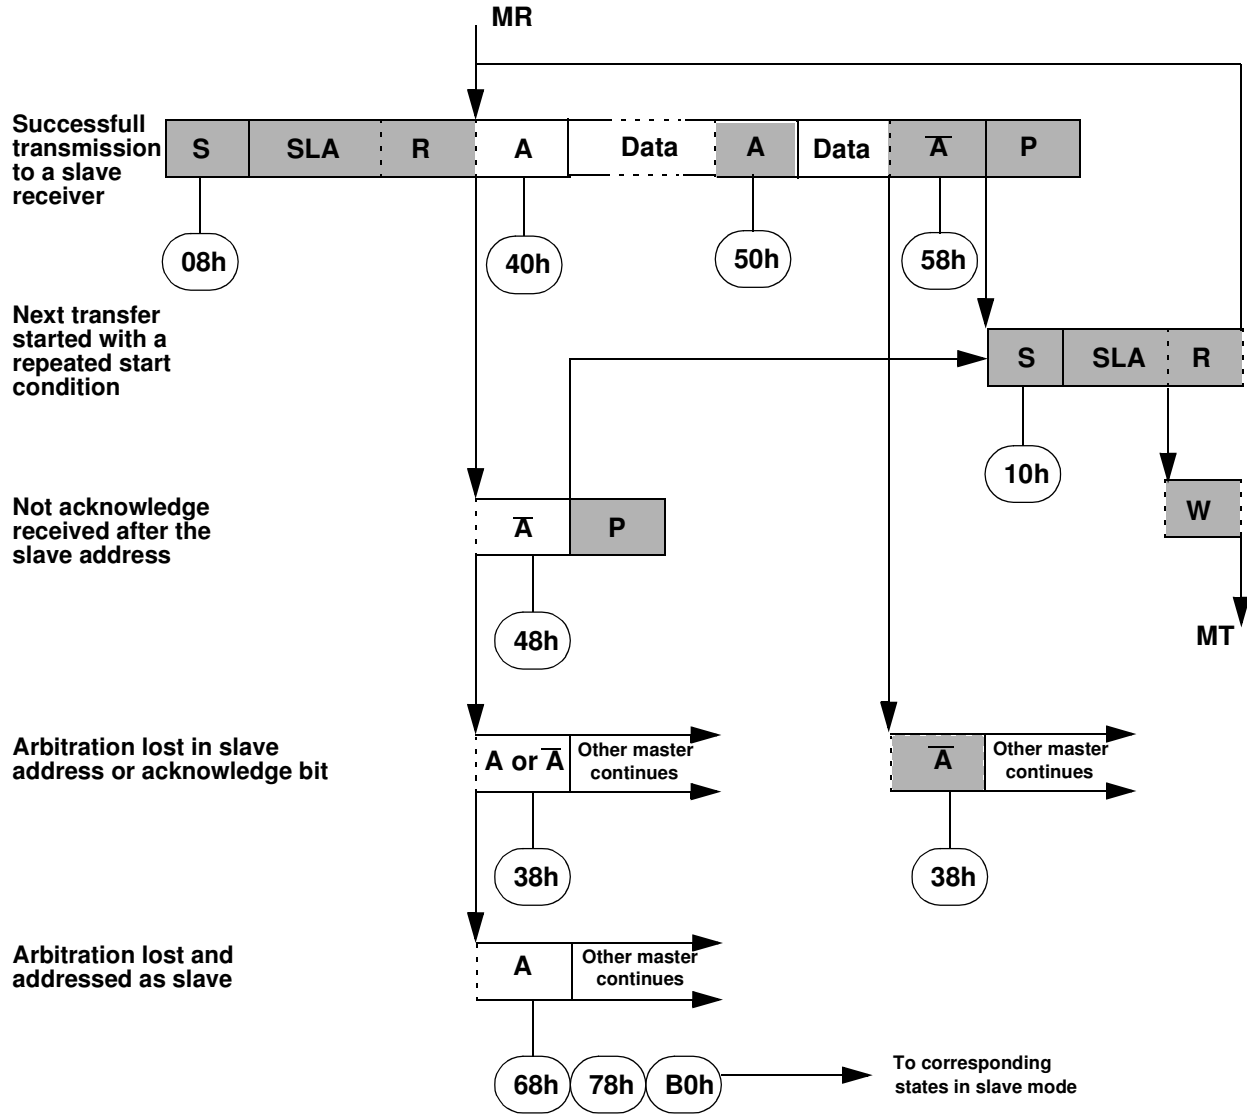 MR
Successfull
transmission
to a slave
receiver
S SLA R A Data A Data A̅ P
08h 40h 50h 58h
Next transfer
started with a
repeated start
condition
S SLA R
10h
Not acknowledge
received after the
slave address
A̅ P
W
48h
MT
Arbitration lost in slave
address or acknowledge bit
A or A̅
Other master
continues
A̅
Other master
continues
38h 38h
Arbitration lost and
addressed as slave
A
Other master
continues
68h 78h B0h
To corresponding
states in slave mode